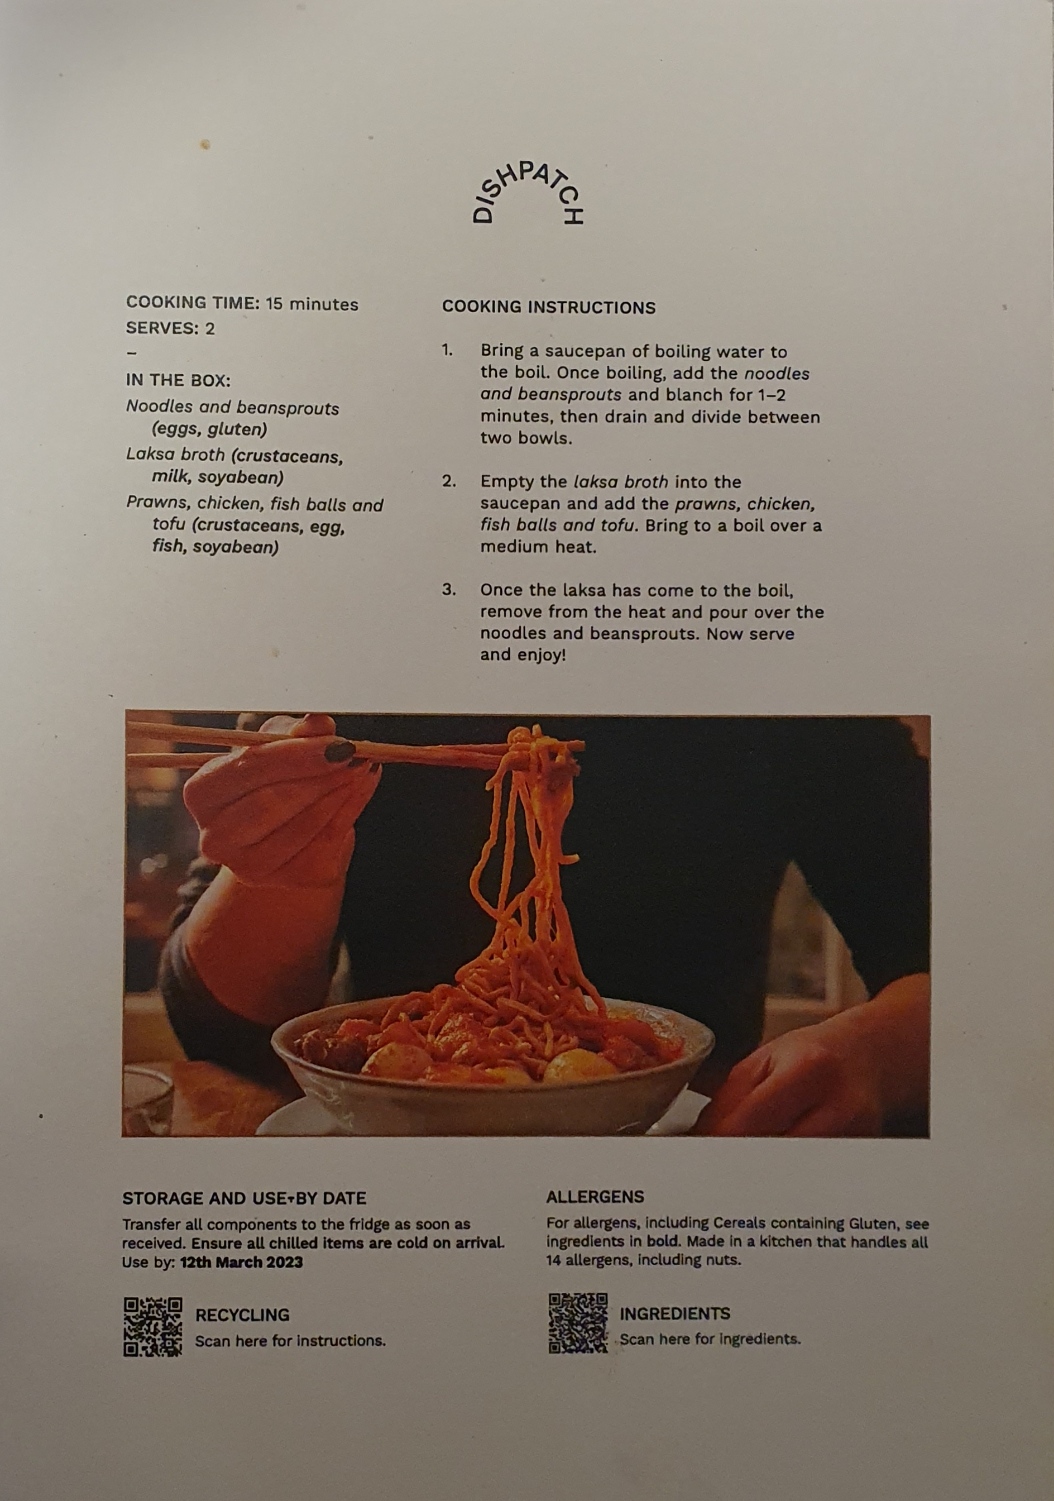 DISHPATCH
COOKING TIME: 15 minutes
SERVES: 2
–
IN THE BOX:
Noodles and beansprouts
(eggs, gluten)
Laksa broth (crustaceans,
milk, soyabean)
Prawns, chicken, fish balls and
tofu (crustaceans, egg,
fish, soyabean)
COOKING INSTRUCTIONS
1. Bring a saucepan of boiling water to
the boil. Once boiling, add the noodles
and beansprouts and blanch for 1–2
minutes, then drain and divide between
two bowls.
2. Empty the laksa broth into the
saucepan and add the prawns, chicken,
fish balls and tofu. Bring to a boil over a
medium heat.
3. Once the laksa has come to the boil,
remove from the heat and pour over the
noodles and beansprouts. Now serve
and enjoy!
STORAGE AND USE-BY DATE
Transfer all components to the fridge as soon as
received. Ensure all chilled items are cold on arrival.
Use by: 12th March 2023
RECYCLING
Scan here for instructions.
ALLERGENS
For allergens, including Cereals containing Gluten, see
ingredients in bold. Made in a kitchen that handles all
14 allergens, including nuts.
INGREDIENTS
Scan here for ingredients.